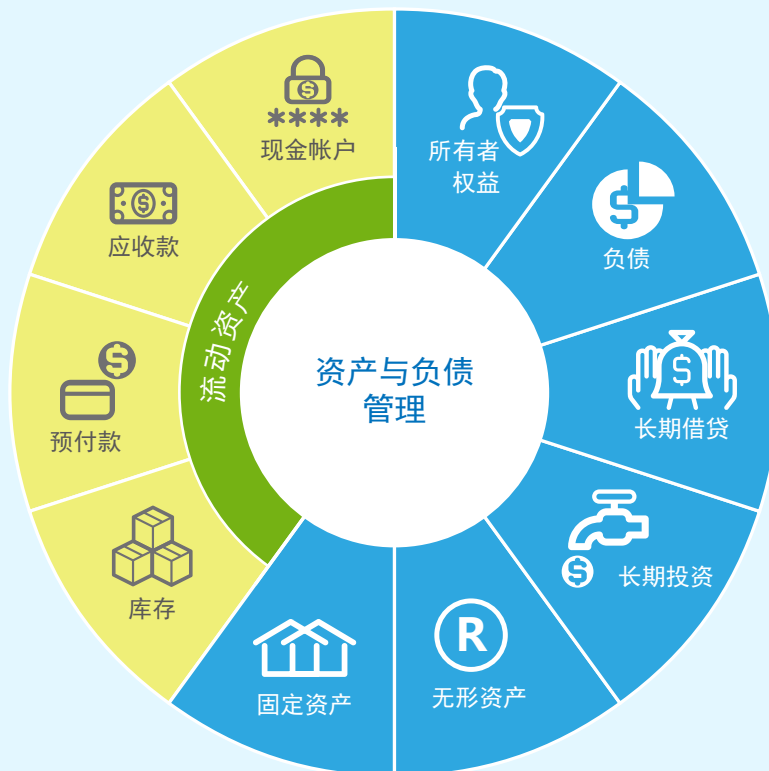 资产与负债
管理
流动资产
现金帐户
应收款
预付款
库存
所有者
权益
负债
长期借贷
长期投资
无形资产
R
固定资产